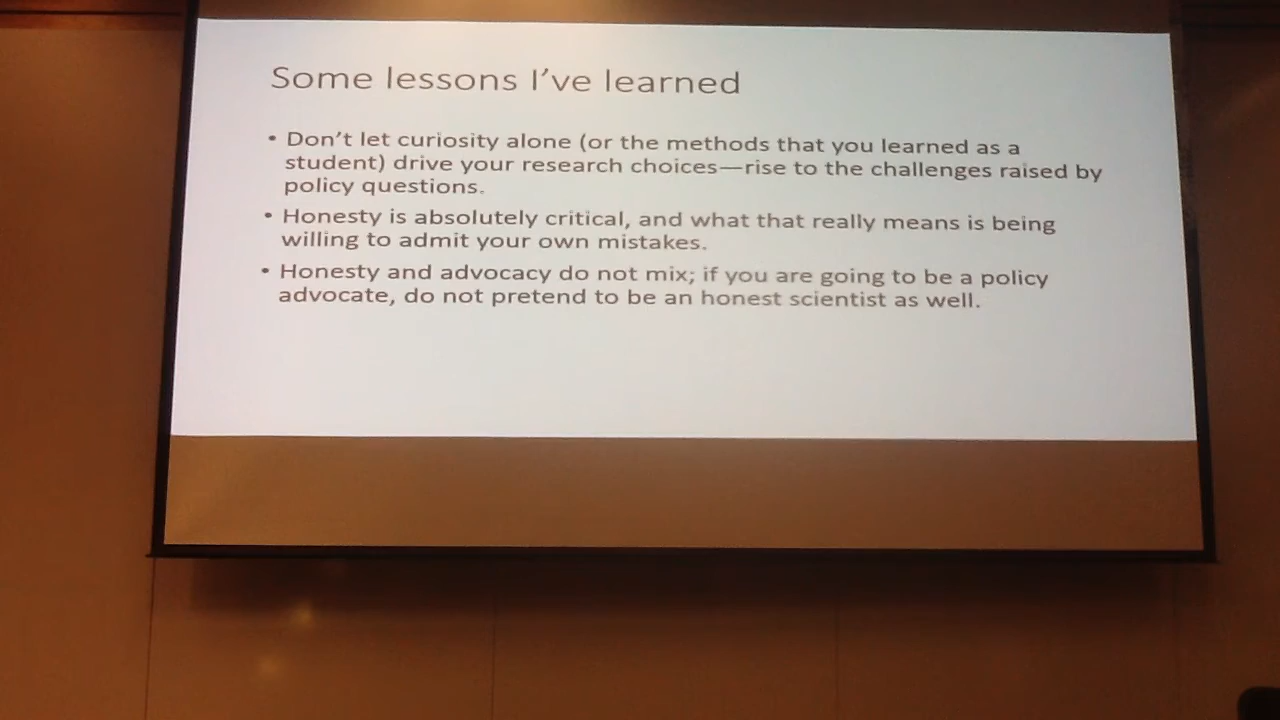 Some lessons I've learned
• Don't let curiosity alone (or the methods that you learned as a
student) drive your research choices—rise to the challenges raised by
policy questions.
• Honesty is absolutely critical, and what that really means is being
willing to admit your own mistakes.
• Honesty and advocacy do not mix; if you are going to be a policy
advocate, do not pretend to be an honest scientist as well.